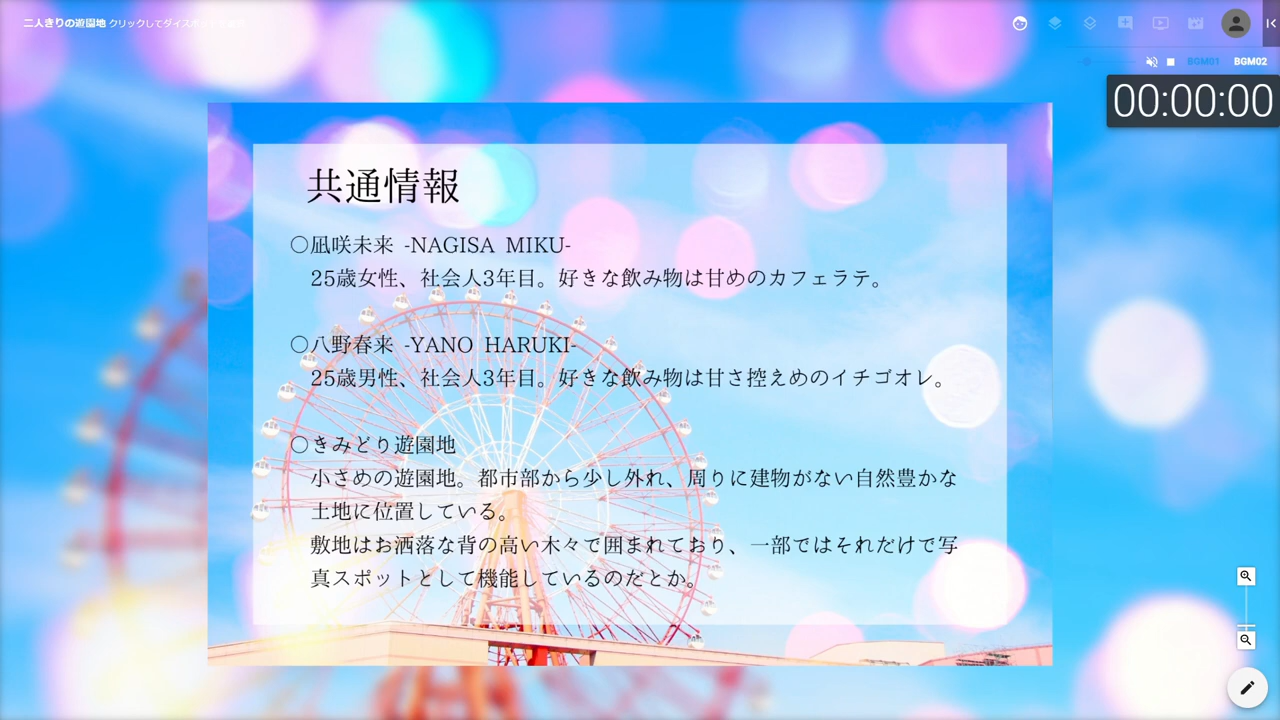 二人きりの遊園地 クリックしてダイス
BGM01 BGM02
00:00:00
共通情報
○凪咲未来 -NAGISA MIKU-
25歳女性、社会人3年目。好きな飲み物は甘めのカフェラテ。
○八野春来 -YANO HARUKI-
25歳男性、社会人3年目。好きな飲み物は甘さ控えめのイチゴオレ。
○きみどり遊園地
小さめの遊園地。都市部から少し外れ、周りに建物がない自然豊かな
土地に位置している。
敷地はお洒落な背の高い木々で囲まれており、一部ではそれだけで写
真スポットとして機能しているのだとか。